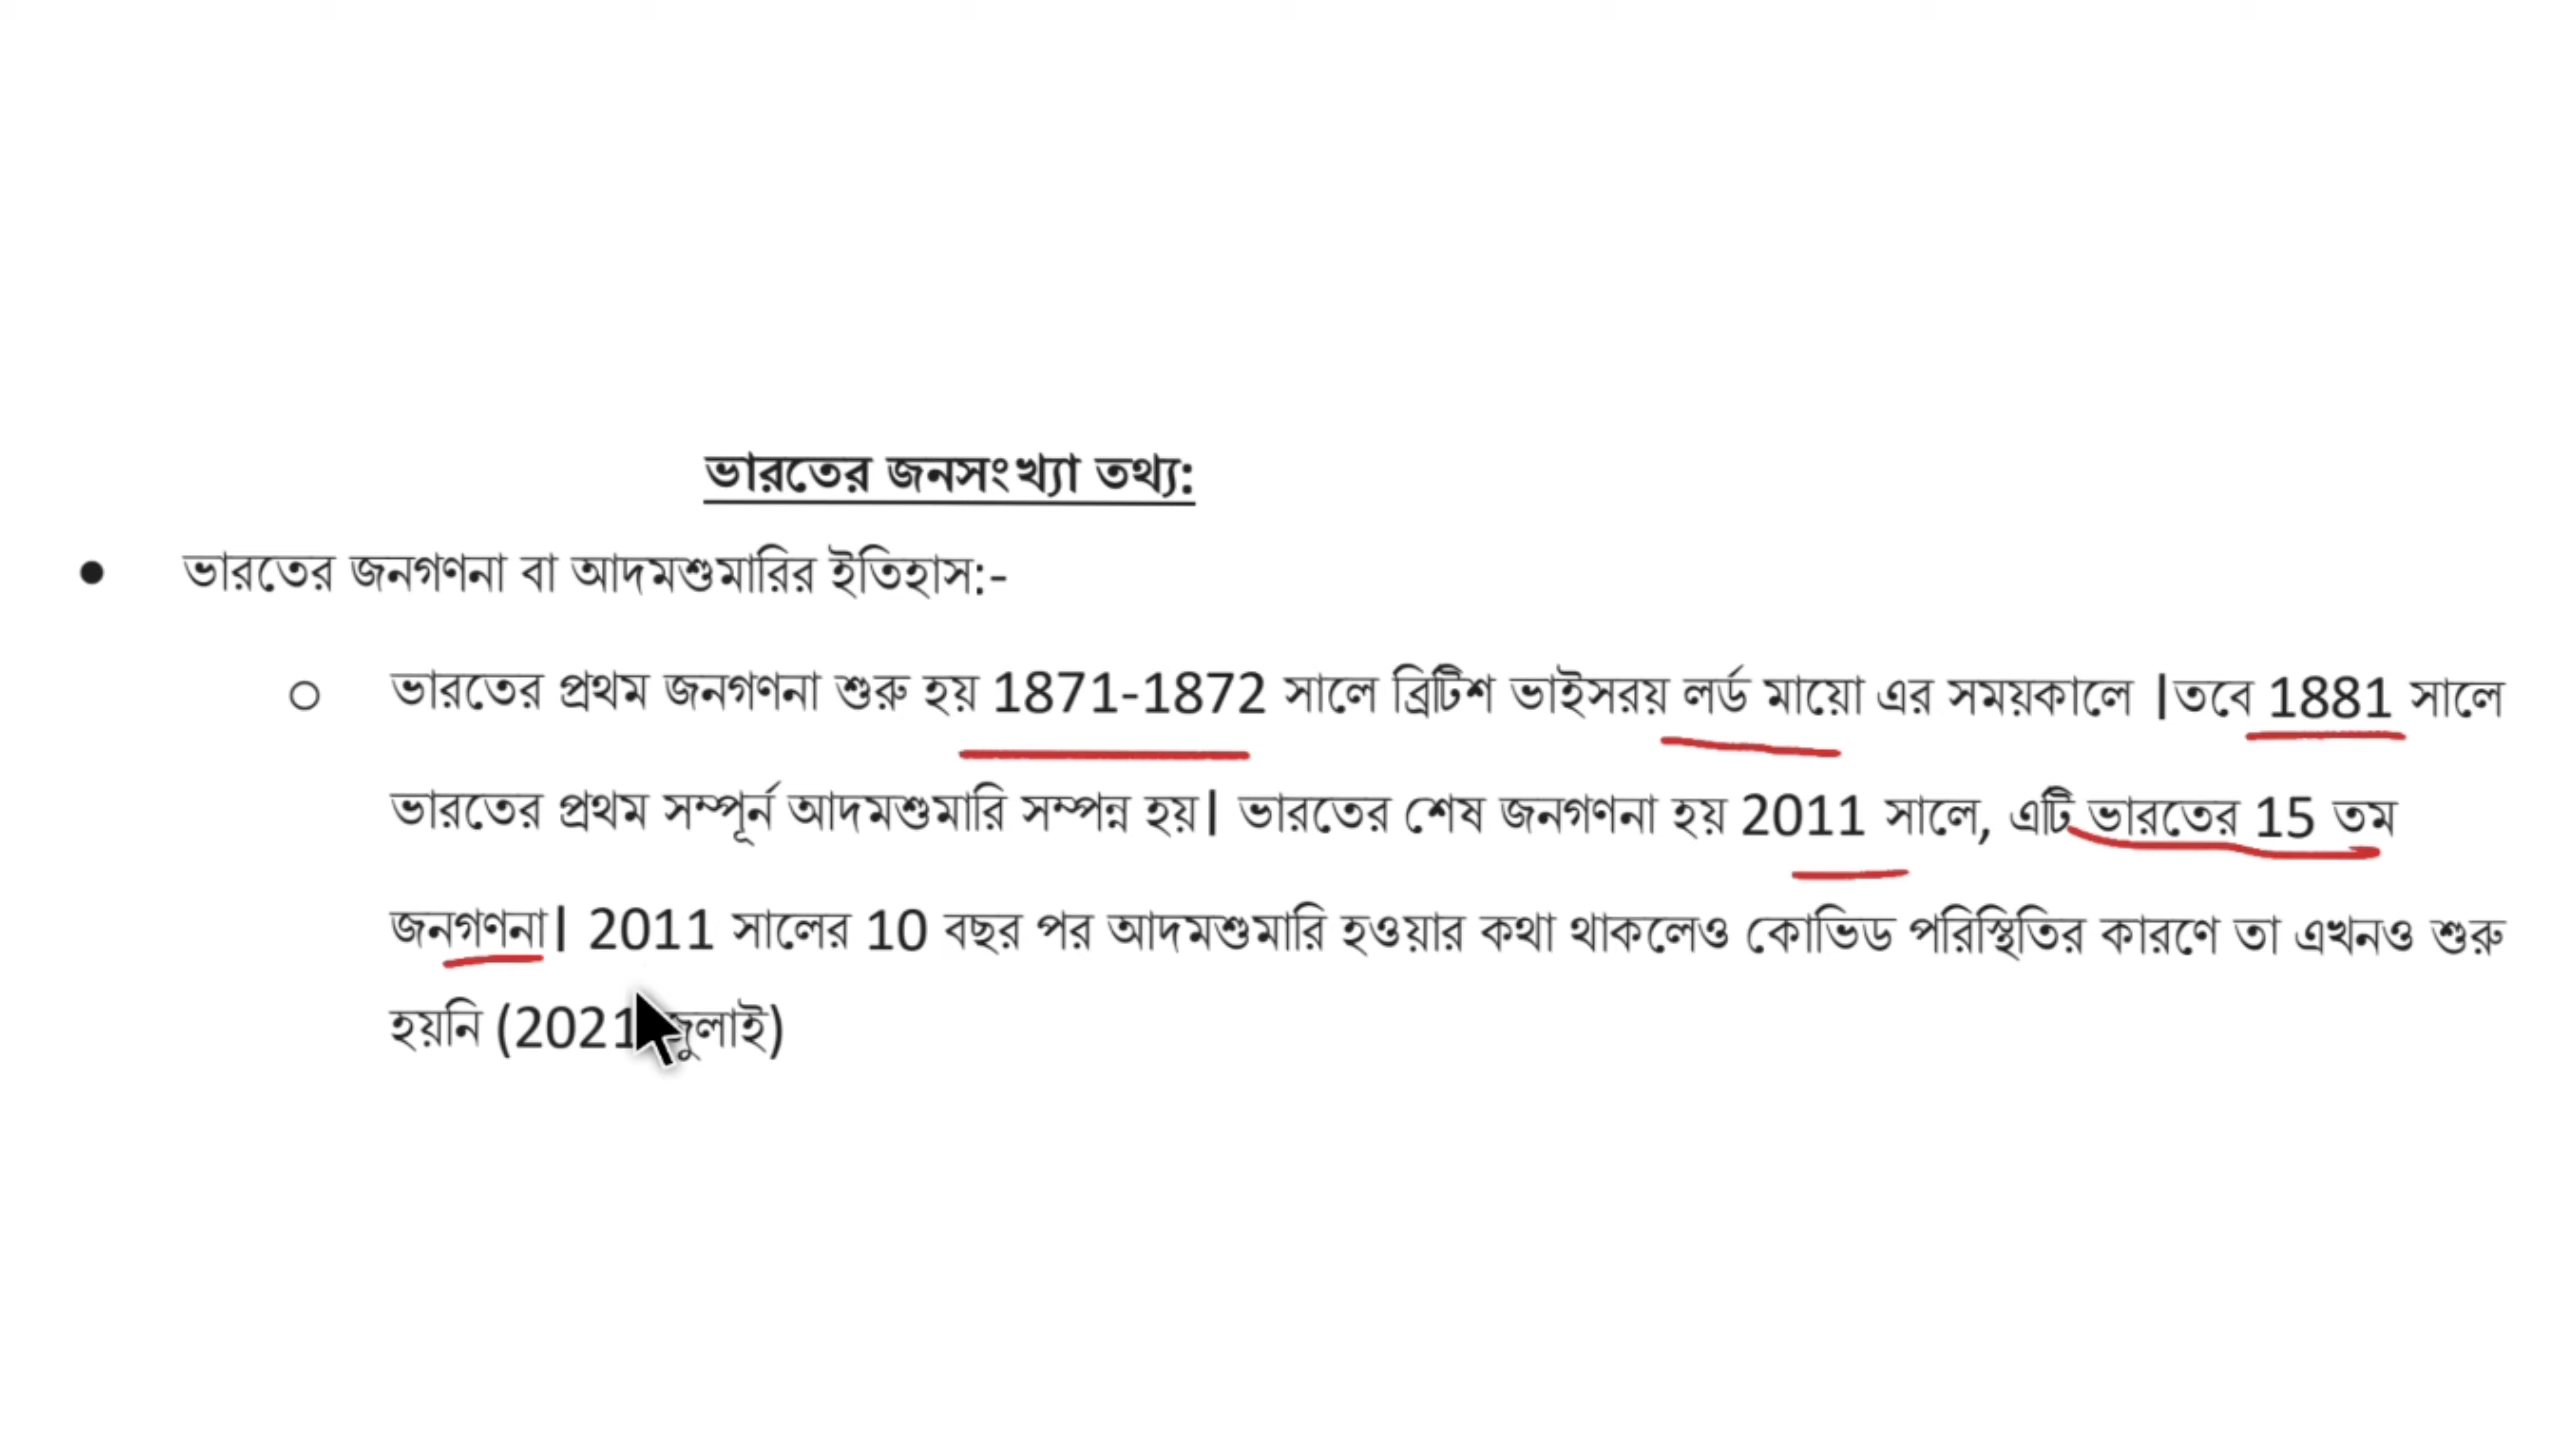 ভারতের জনসংখ্যা তথ্য:
• ভারতের জনগণনা বা আদমশুমারির ইতিহাস:-
○ ভারতের প্রথম জনগণনা শুরু হয় 1871-1872 সালে ব্রিটিশ ভাইসরয় লর্ড মায়ো এর সময়কালে |তবে 1881 সালে
ভারতের প্রথম সম্পূর্ন আদমশুমারি সম্পন্ন হয়| ভারতের শেষ জনগণনা হয় 2011 সালে, এটি ভারতের 15 তম
জনগণনা| 2011 সালের 10 বছর পর আদমশুমারি হওয়ার কথা থাকলেও কোভিড পরিস্থিতির কারণে তা এখনও শুরু
হয়নি (2021 জুলাই)